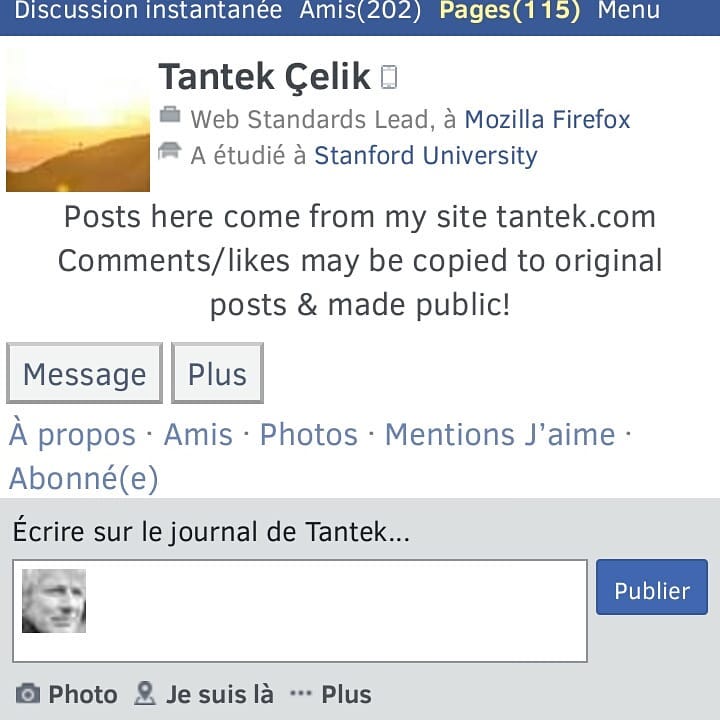 Discussion instantanée Amis(202) Pages(115) Menu
Tantek Çelik
Web Standards Lead, à Mozilla Firefox
A étudié à Stanford University
Posts here come from my site tantek.com
Comments/likes may be copied to original
posts & made public!
Message Plus
À propos · Amis · Photos · Mentions J’aime ·
Abonné(e)
Écrire sur le journal de Tantek...
Publier
Photo Je suis là ··· Plus